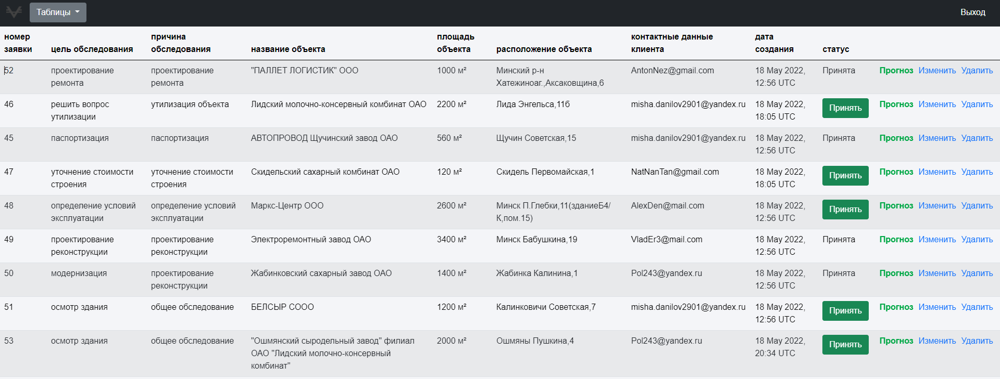 Таблицы
Выход
номер заявки цель обследования причина обследования название объекта площадь объекта расположение объекта контактные данные клиента дата создания статус
52 проектирование ремонта проектирование ремонта "ПАЛЛЕТ ЛОГИСТИК" ООО 1000 м² Минский р-н Хатежиноаг.,Аксаковщина,6 AntonNez@gmail.com 18 May 2022, 12:56 UTC Принята Прогноз Изменить Удалить
46 решить вопрос утилизации утилизация объекта Лидский молочно-консервный комбинат ОАО 2200 м² Лида Энгельса,11б misha.danilov2901@yandex.ru 18 May 2022, 18:05 UTC Принять Прогноз Изменить Удалить
45 паспортизация паспортизация АВТОПРОВОД Щучинский завод ОАО 560 м² Щучин Советская,15 misha.danilov2901@yandex.ru 18 May 2022, 12:56 UTC Принята Прогноз Изменить Удалить
47 уточнение стоимости строения уточнение стоимости строения Скидельский сахарный комбинат ОАО 120 м² Скидель Первомайская,1 NatNanTan@gmail.com 18 May 2022, 18:05 UTC Принять Прогноз Изменить Удалить
48 определение условий эксплуатации определение условий эксплуатации Маркс-Центр ООО 2600 м² Минск П.Глебки,11(зданиеБ4/К,пом.15) AlexDen@mail.com 18 May 2022, 12:56 UTC Принять Прогноз Изменить Удалить
49 проектирование реконструкции проектирование реконструкции Электроремонтный завод ОАО 3400 м² Минск Бабушкина,19 VladEr3@mail.com 18 May 2022, 12:56 UTC Принята Прогноз Изменить Удалить
50 модернизация проектирование реконструкции Жабинковский сахарный завод ОАО 1400 м² Жабинка Калинина,1 Pol243@yandex.ru 18 May 2022, 12:56 UTC Принята Прогноз Изменить Удалить
51 осмотр здания общее обследование БЕЛСЫР СООО 1200 м² Калинковичи Советская,7 misha.danilov2901@yandex.ru 18 May 2022, 12:56 UTC Принять Прогноз Изменить Удалить
53 осмотр здания общее обследование "Ошмянский сыродельный завод" филиал ОАО "Лидский молочно-консервный комбинат" 2000 м² Ошмяны Пушкина,4 Pol243@yandex.ru 18 May 2022, 20:34 UTC Принять Прогноз Изменить Удалить